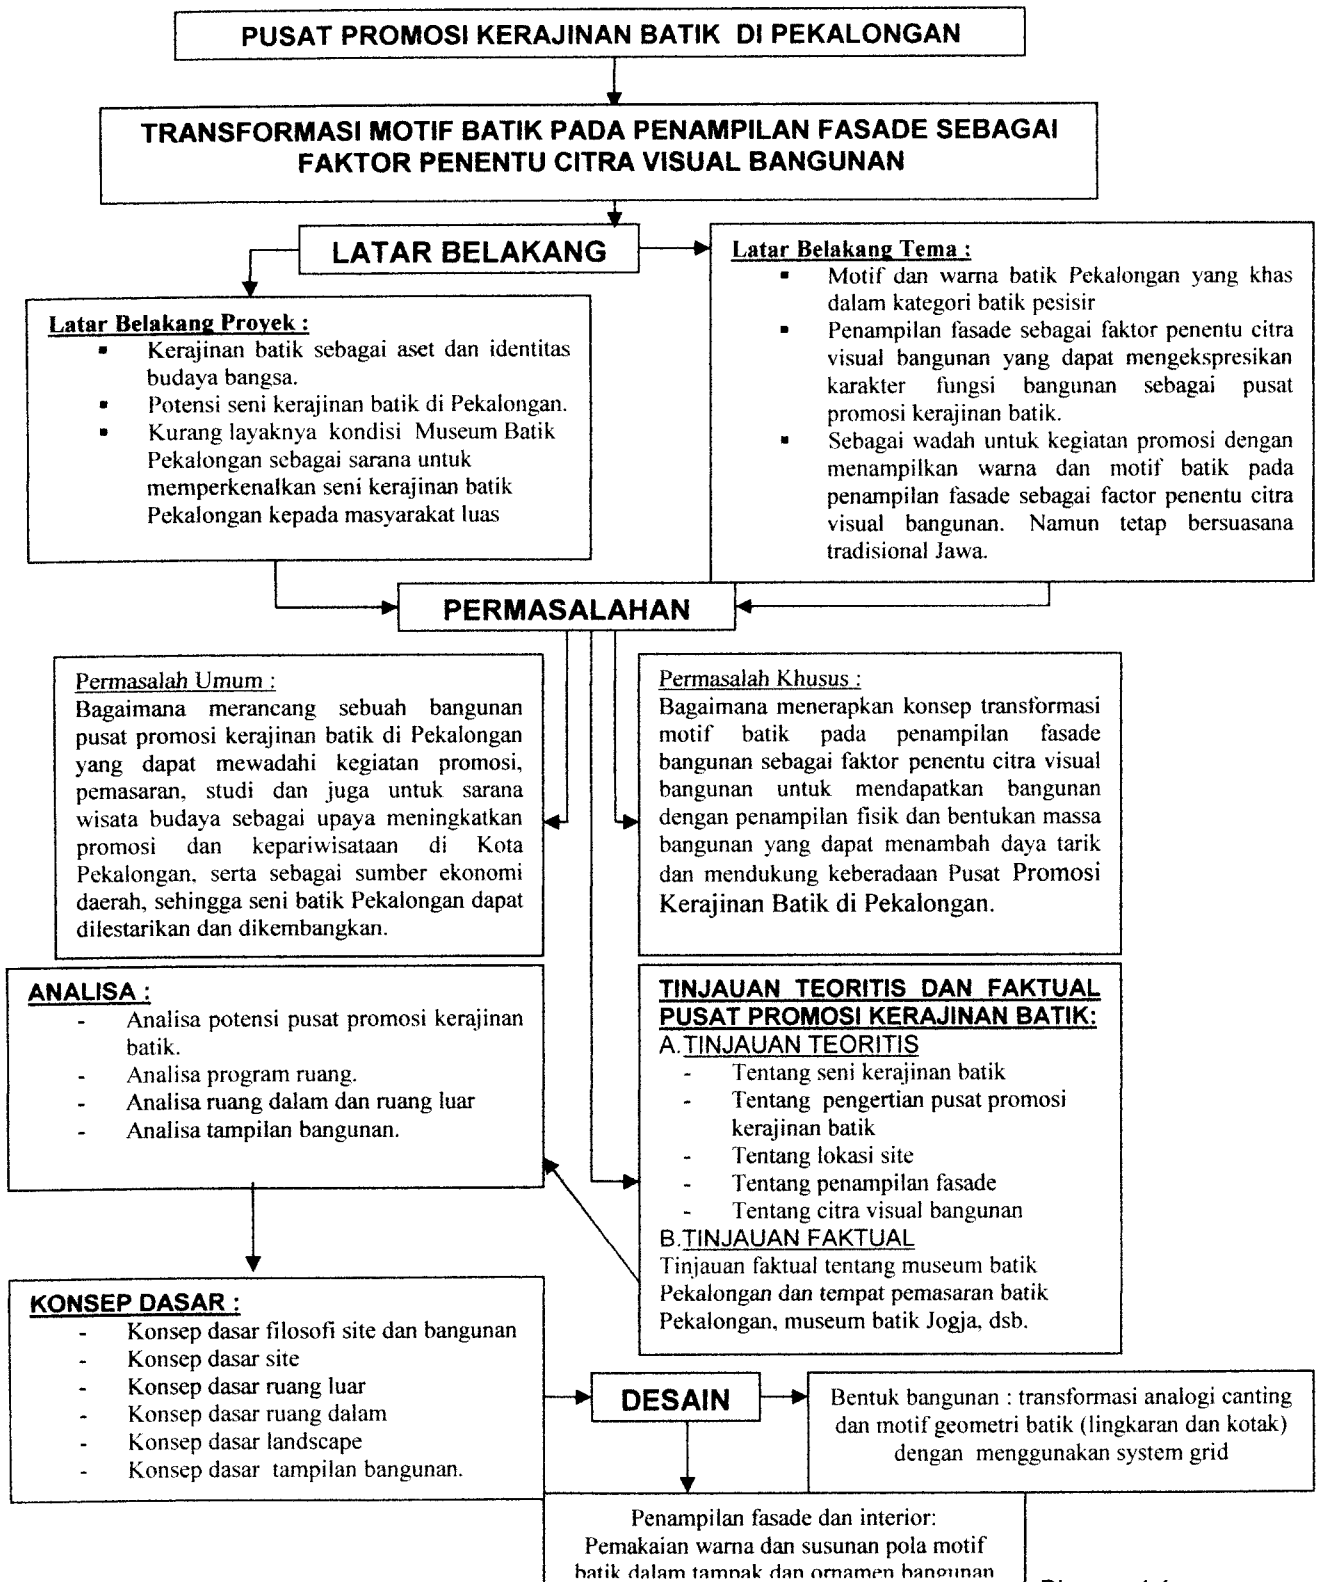 PUSAT PROMOSI KERAJINAN BATIK DI PEKALONGAN
TRANSFORMASI MOTIF BATIK PADA PENAMPILAN FASADE SEBAGAI
FAKTOR PENENTU CITRA VISUAL BANGUNAN
LATAR BELAKANG
Latar Belakang Proyek :
▪ Kerajinan batik sebagai aset dan identitas
budaya bangsa.
▪ Potensi seni kerajinan batik di Pekalongan.
▪ Kurang layaknya kondisi Museum Batik
Pekalongan sebagai sarana untuk
memperkenalkan seni kerajinan batik
Pekalongan kepada masyarakat luas
Latar Belakang Tema :
▪ Motif dan warna batik Pekalongan yang khas
dalam kategori batik pesisir
▪ Penampilan fasade sebagai faktor penentu citra
visual bangunan yang dapat mengekspresikan
karakter fungsi bangunan sebagai pusat
promosi kerajinan batik.
▪ Sebagai wadah untuk kegiatan promosi dengan
menampilkan warna dan motif batik pada
penampilan fasade sebagai factor penentu citra
visual bangunan. Namun tetap bersuasana
tradisional Jawa.
PERMASALAHAN
Permasalah Umum :
Bagaimana merancang sebuah bangunan
pusat promosi kerajinan batik di Pekalongan
yang dapat mewadahi kegiatan promosi,
pemasaran, studi dan juga untuk sarana
wisata budaya sebagai upaya meningkatkan
promosi dan kepariwisataan di Kota
Pekalongan, serta sebagai sumber ekonomi
daerah, sehingga seni batik Pekalongan dapat
dilestarikan dan dikembangkan.
Permasalah Khusus :
Bagaimana menerapkan konsep transformasi
motif batik pada penampilan fasade
bangunan sebagai faktor penentu citra visual
bangunan untuk mendapatkan bangunan
dengan penampilan fisik dan bentukan massa
bangunan yang dapat menambah daya tarik
dan mendukung keberadaan Pusat Promosi
Kerajinan Batik di Pekalongan.
ANALISA :
- Analisa potensi pusat promosi kerajinan
batik.
- Analisa program ruang.
- Analisa ruang dalam dan ruang luar
- Analisa tampilan bangunan.
TINJAUAN TEORITIS DAN FAKTUAL
PUSAT PROMOSI KERAJINAN BATIK:
A.TINJAUAN TEORITIS
- Tentang seni kerajinan batik
- Tentang pengertian pusat promosi
kerajinan batik
- Tentang lokasi site
- Tentang penampilan fasade
- Tentang citra visual bangunan
B.TINJAUAN FAKTUAL
Tinjauan faktual tentang museum batik
Pekalongan dan tempat pemasaran batik
Pekalongan, museum batik Jogja, dsb.
KONSEP DASAR :
- Konsep dasar filosofi site dan bangunan
- Konsep dasar site
- Konsep dasar ruang luar
- Konsep dasar ruang dalam
- Konsep dasar landscape
- Konsep dasar tampilan bangunan.
DESAIN
Bentuk bangunan : transformasi analogi canting
dan motif geometri batik (lingkaran dan kotak)
dengan menggunakan system grid
Penampilan fasade dan interior:
Pemakaian warna dan susunan pola motif
batik dalam tampak dan ornamen bangunan